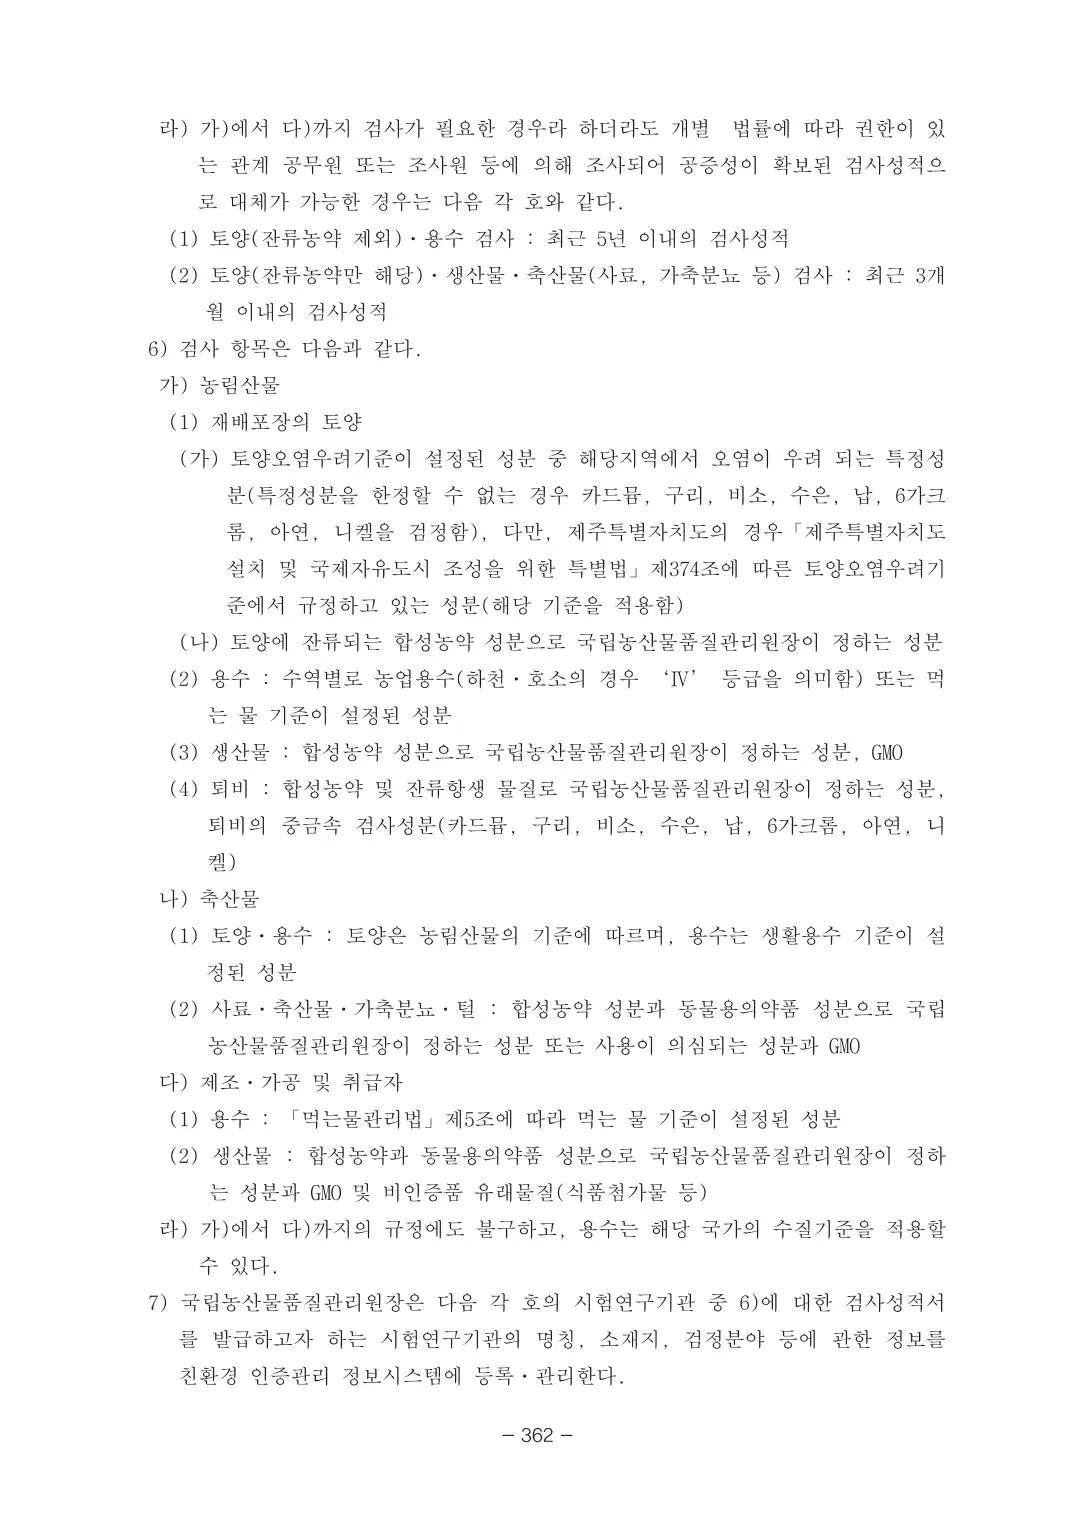 라) 가)에서 다)까지 검사가 필요한 경우라 하더라도 개별 법률에 따라 권한이 있
는 관계 공무원 또는 조사원 등에 의해 조사되어 공증성이 확보된 검사성적으
로 대체가 가능한 경우는 다음 각 호와 같다.
(1) 토양(잔류농약 제외)·용수 검사 : 최근 5년 이내의 검사성적
(2) 토양(잔류농약만 해당)·생산물·축산물(사료, 가축분뇨 등) 검사 : 최근 3개
월 이내의 검사성적
6) 검사 항목은 다음과 같다.
가) 농림산물
(1) 재배포장의 토양
(가) 토양오염우려기준이 설정된 성분 중 해당지역에서 오염이 우려 되는 특정성
분(특정성분을 한정할 수 없는 경우 카드뮴, 구리, 비소, 수은, 납, 6가크
롬, 아연, 니켈을 검정함), 다만, 제주특별자치도의 경우「제주특별자치도
설치 및 국제자유도시 조성을 위한 특별법」제374조에 따른 토양오염우려기
준에서 규정하고 있는 성분(해당 기준을 적용함)
(나) 토양에 잔류되는 합성농약 성분으로 국립농산물품질관리원장이 정하는 성분
(2) 용수 : 수역별로 농업용수(하천·호소의 경우 ‘Ⅳ’ 등급을 의미함) 또는 먹
는 물 기준이 설정된 성분
(3) 생산물 : 합성농약 성분으로 국립농산물품질관리원장이 정하는 성분, GMO
(4) 퇴비 : 합성농약 및 잔류항생 물질로 국립농산물품질관리원장이 정하는 성분,
퇴비의 중금속 검사성분(카드뮴, 구리, 비소, 수은, 납, 6가크롬, 아연, 니
켈)
나) 축산물
(1) 토양·용수 : 토양은 농림산물의 기준에 따르며, 용수는 생활용수 기준이 설
정된 성분
(2) 사료·축산물·가축분뇨·털 : 합성농약 성분과 동물용의약품 성분으로 국립
농산물품질관리원장이 정하는 성분 또는 사용이 의심되는 성분과 GMO
다) 제조·가공 및 취급자
(1) 용수 : 「먹는물관리법」제5조에 따라 먹는 물 기준이 설정된 성분
(2) 생산물 : 합성농약과 동물용의약품 성분으로 국립농산물품질관리원장이 정하
는 성분과 GMO 및 비인증품 유래물질(식품첨가물 등)
라) 가)에서 다)까지의 규정에도 불구하고, 용수는 해당 국가의 수질기준을 적용할
수 있다.
7) 국립농산물품질관리원장은 다음 각 호의 시험연구기관 중 6)에 대한 검사성적서
를 발급하고자 하는 시험연구기관의 명칭, 소재지, 검정분야 등에 관한 정보를
친환경 인증관리 정보시스템에 등록·관리한다.
- 362 -